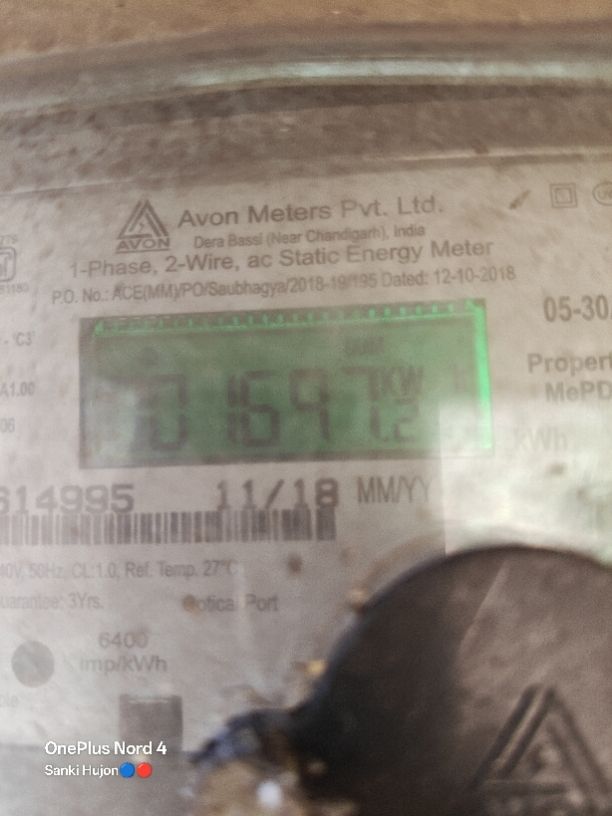 Avon Meters Pvt. Ltd.
AVON
Dera Bassi (Near Chandigarh), India
1-Phase, 2-Wire, ac Static Energy Meter
P.O. No.: ACE(MM)/PO/Saubhagya/2018-19/195 Dated: 12-10-2018
05-30
Proper
MePD
kWh
614995 11/18 MM/YY
40V, 50Hz, CL:1.0, Ref. Temp. 27°C
uarantee: 3Yrs.
Optical Port
6400
imp/kWh
OnePlus Nord 4
Sanki Hujon